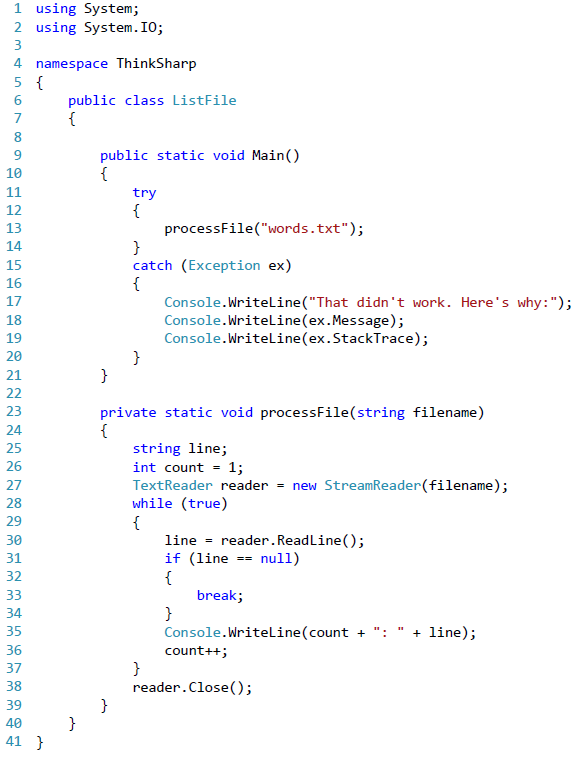 1 using System;
2 using System.IO;
3
4 namespace ThinkSharp
5 {
6     public class ListFile
7     {
8
9         public static void Main()
10         {
11             try
12             {
13                 processFile("words.txt");
14             }
15             catch (Exception ex)
16             {
17                 Console.WriteLine("That didn't work. Here's why:");
18                 Console.WriteLine(ex.Message);
19                 Console.WriteLine(ex.StackTrace);
20             }
21         }
22
23         private static void processFile(string filename)
24         {
25             string line;
26             int count = 1;
27             TextReader reader = new StreamReader(filename);
28             while (true)
29             {
30                 line = reader.ReadLine();
31                 if (line == null)
32                 {
33                     break;
34                 }
35                 Console.WriteLine(count + ": " + line);
36                 count++;
37             }
38             reader.Close();
39         }
40     }
41 }